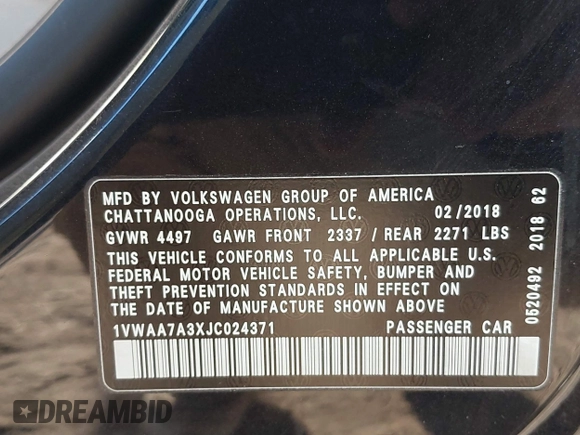 MFD BY VOLKSWAGEN GROUP OF AMERICA
CHATTANOOGA OPERATIONS, LLC. 02/2018
GVWR 4497 GAWR FRONT 2337 / REAR 2271 LBS
THIS VEHICLE CONFORMS TO ALL APPLICABLE U.S.
FEDERAL MOTOR VEHICLE SAFETY, BUMPER AND
THEFT PREVENTION STANDARDS IN EFFECT ON
THE DATE OF MANUFACTURE SHOWN ABOVE
1VWAA7A3XJC024371 PASSENGER CAR
0520492 2018 62
DREAMBID